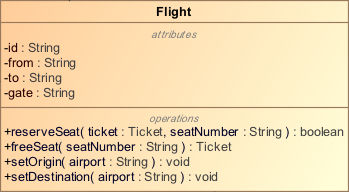 Flight
attributes
-id : String
-from : String
-to : String
-gate : String
operations
+reserveSeat( ticket : Ticket, seatNumber : String ) : boolean
+freeSeat( seatNumber : String ) : Ticket
+setOrigin( airport : String ) : void
+setDestination( airport : String ) : void